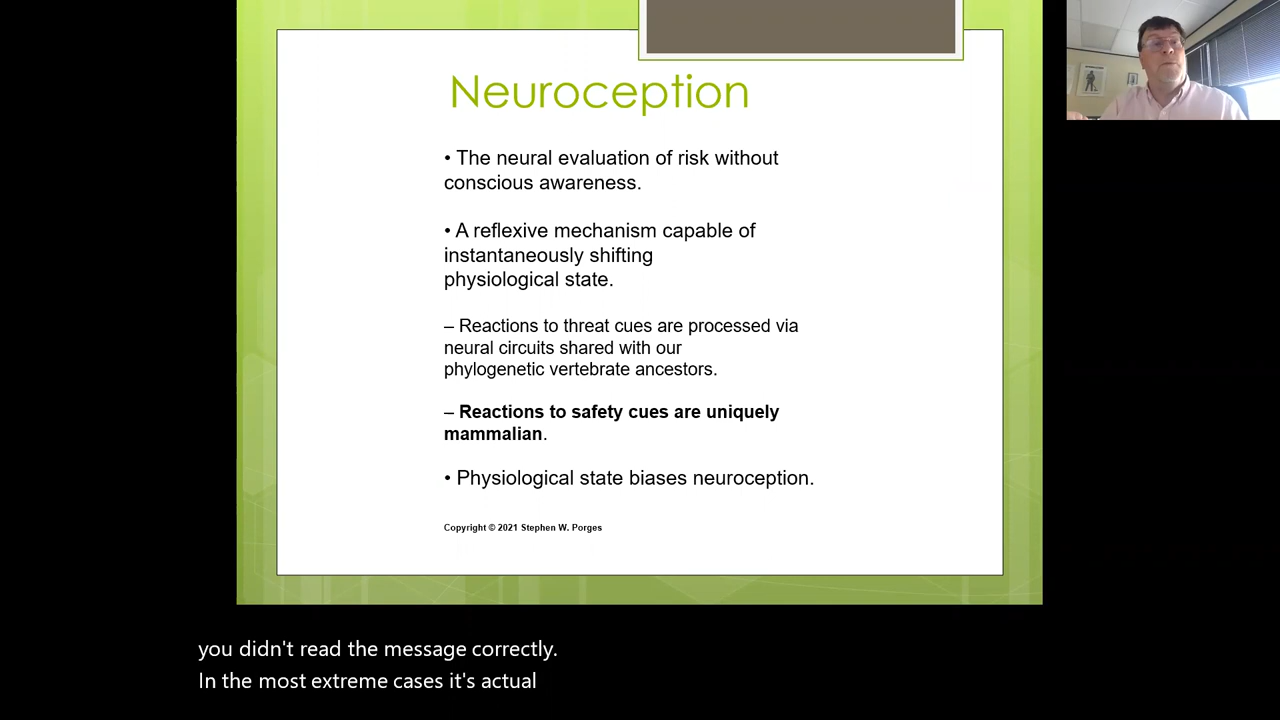 Neuroception
• The neural evaluation of risk without
conscious awareness.
• A reflexive mechanism capable of
instantaneously shifting
physiological state.
– Reactions to threat cues are processed via
neural circuits shared with our
phylogenetic vertebrate ancestors.
– Reactions to safety cues are uniquely
mammalian.
• Physiological state biases neuroception.
Copyright © 2021 Stephen W. Porges
you didn't read the message correctly.
In the most extreme cases it's actual